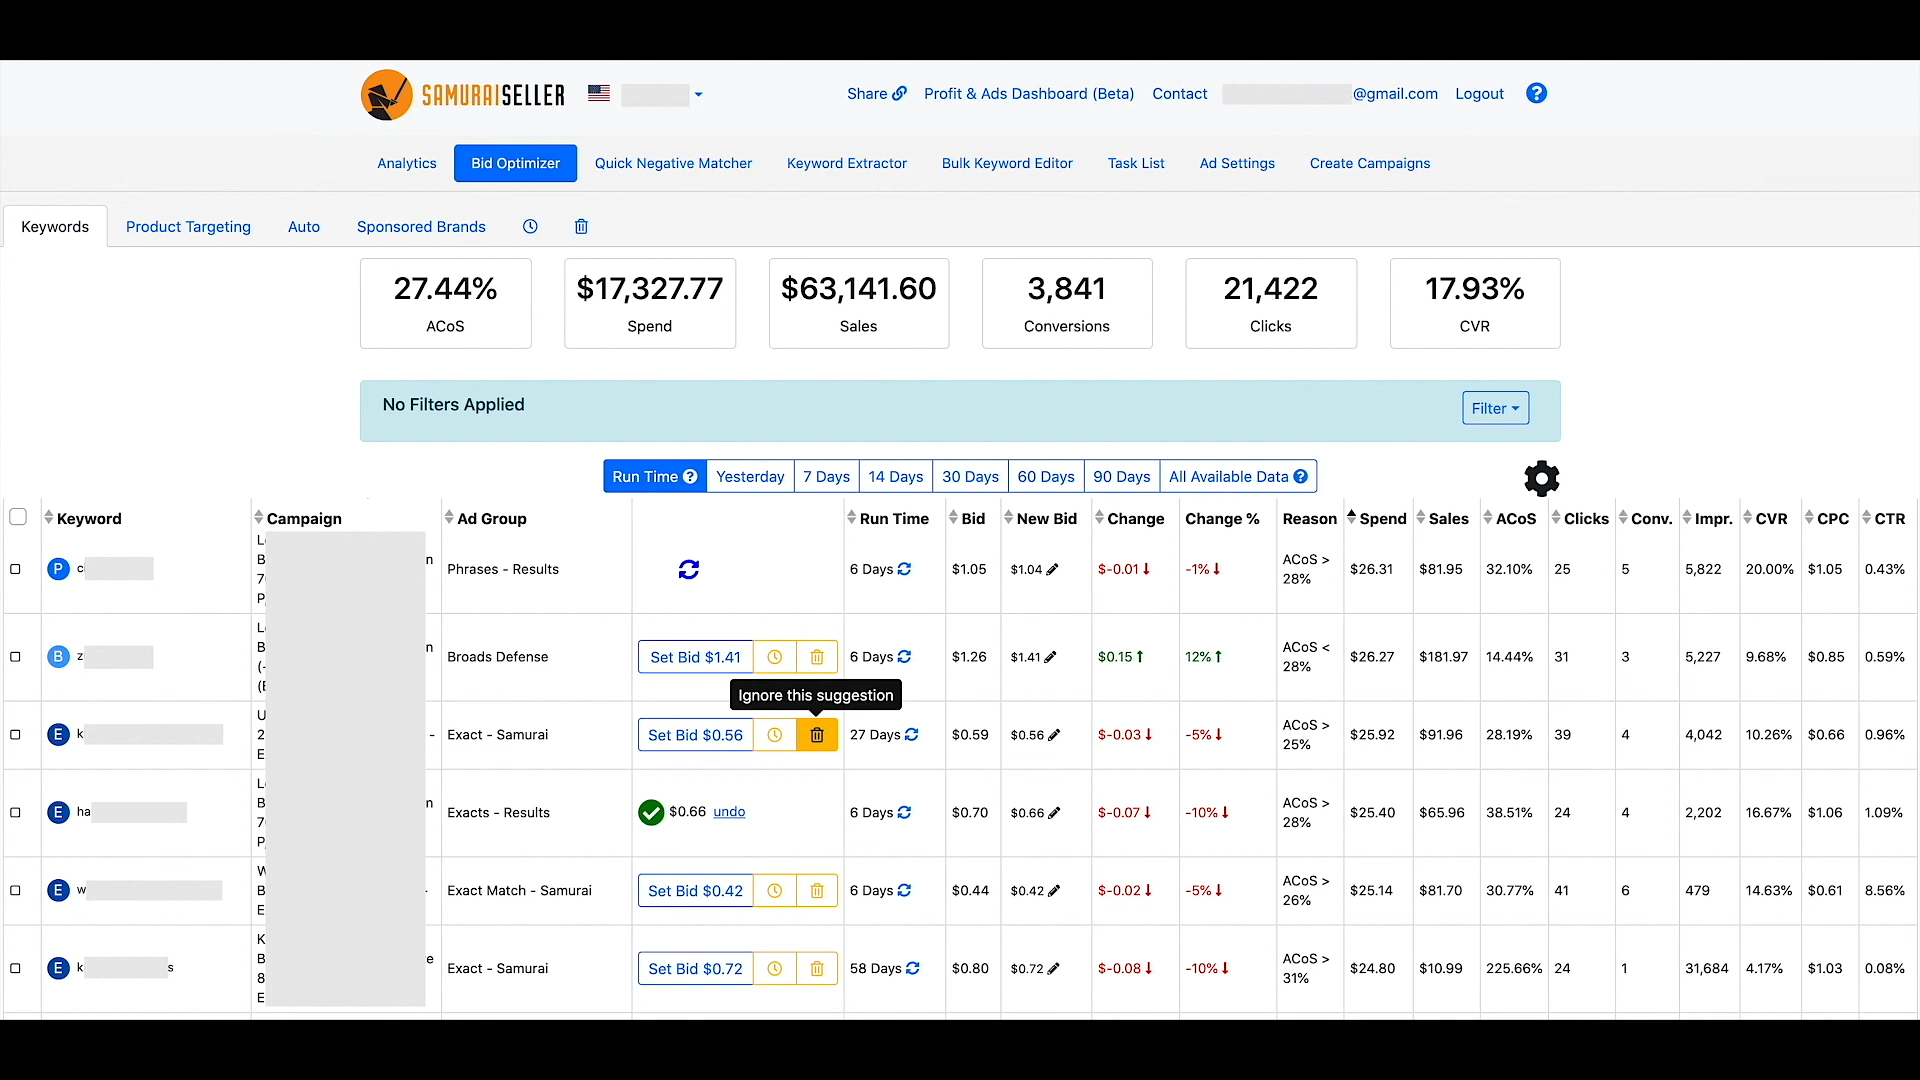 SAMURAISELLER
Share Profit & Ads Dashboard (Beta) Contact @gmail.com Logout ?
Analytics Bid Optimizer Quick Negative Matcher Keyword Extractor Bulk Keyword Editor Task List Ad Settings Create Campaigns
Keywords Product Targeting Auto Sponsored Brands
27.44% $17,327.77 $63,141.60 3,841 21,422 17.93%
ACoS Spend Sales Conversions Clicks CVR
No Filters Applied Filter
Run Time ? Yesterday 7 Days 14 Days 30 Days 60 Days 90 Days All Available Data ?
Keyword Campaign Ad Group Run Time Bid New Bid Change Change % Reason Spend Sales ACoS Clicks Conv. Impr. CVR CPC CTR
L
P c B n Phrases - Results 6 Days $1.05 $1.04 $-0.01 -1% ACoS > $26.31 $81.95 32.10% 25 5 5,822 20.00% $1.05 0.43%
7 28%
P
L
B z B n Broads Defense Set Bid $1.41 6 Days $1.26 $1.41 $0.15 12% ACoS < $26.27 $181.97 14.44% 31 3 5,227 9.68% $0.85 0.59%
(- 28%
(E
Ignore this suggestion
U
E k 2 - Exact - Samurai Set Bid $0.56 27 Days $0.59 $0.56 $-0.03 -5% ACoS > $25.92 $91.96 28.19% 39 4 4,042 10.26% $0.66 0.96%
E 25%
L
E ha B n Exacts - Results $0.66 undo 6 Days $0.70 $0.66 $-0.07 -10% ACoS > $25.40 $65.96 38.51% 24 4 2,202 16.67% $1.06 1.09%
7 28%
P
W
E w B - Exact Match - Samurai Set Bid $0.42 6 Days $0.44 $0.42 $-0.02 -5% ACoS > $25.14 $81.70 30.77% 41 6 479 14.63% $0.61 8.56%
E 26%
K
E k s B e Exact - Samurai Set Bid $0.72 58 Days $0.80 $0.72 $-0.08 -10% ACoS > $24.80 $10.99 225.66% 24 1 31,684 4.17% $1.03 0.08%
8 31%
E